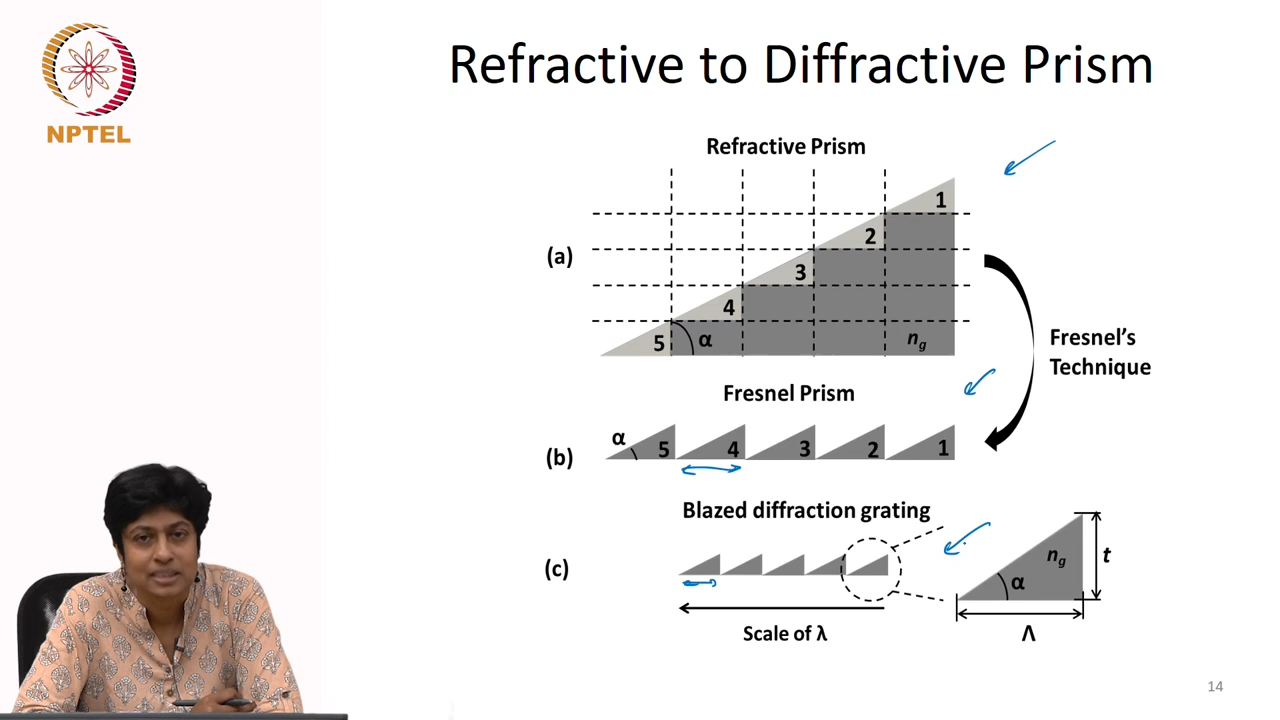 NPTEL
Refractive to Diffractive Prism
Refractive Prism
(a)
1
2
3
4
5
α
n_g
Fresnel's
Technique
Fresnel Prism
(b)
α
5
4
3
2
1
Blazed diffraction grating
(c)
n_g
α
t
Λ
Scale of λ
14